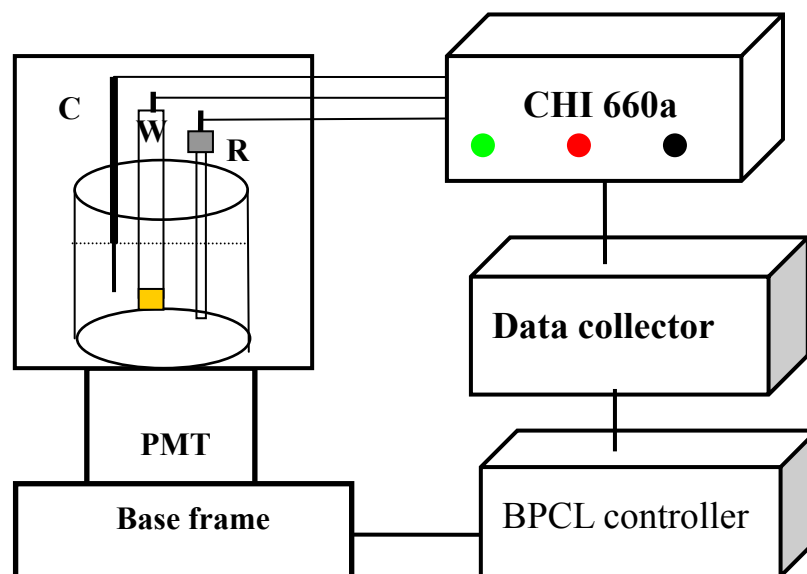 C
W
R
CHI 660a
Data collector
PMT
Base frame
BPCL controller